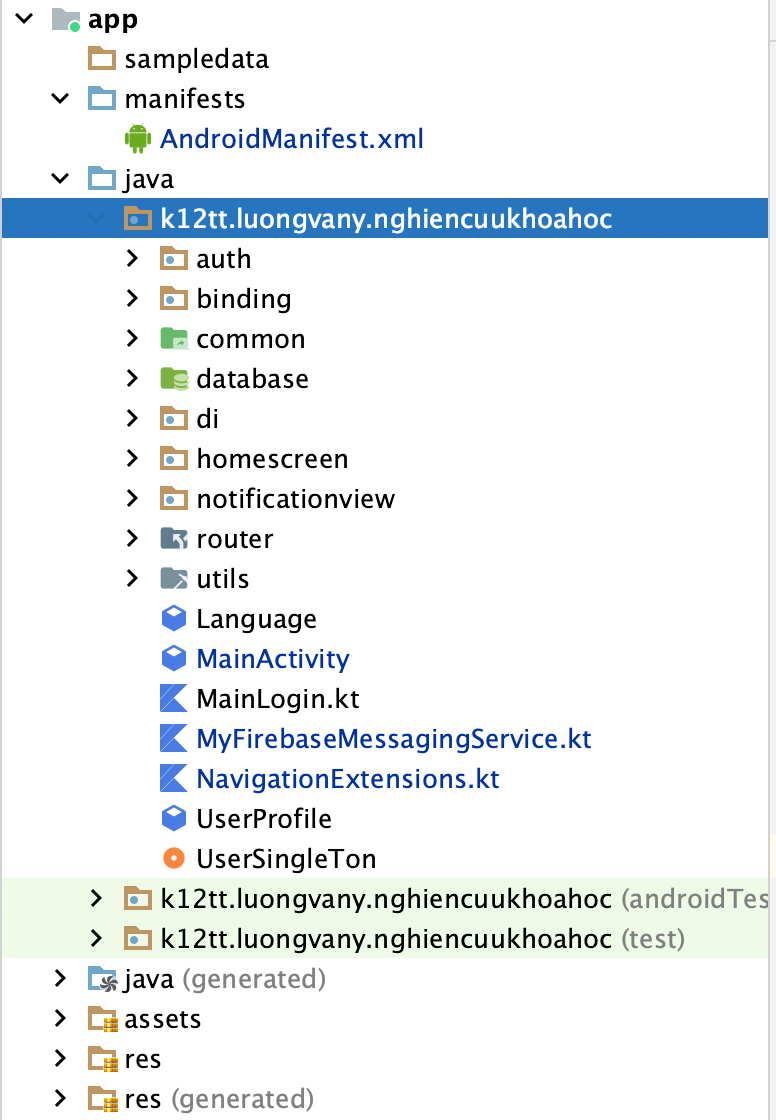 app
sampledata
manifests
AndroidManifest.xml
java
k12tt.luongvany.nghiencuukhoahoc
auth
binding
common
database
di
homescreen
notificationview
router
utils
Language
MainActivity
MainLogin.kt
MyFirebaseMessagingService.kt
NavigationExtensions.kt
UserProfile
UserSingleTon
k12tt.luongvany.nghiencuukhoahoc (androidTes
k12tt.luongvany.nghiencuukhoahoc (test)
java (generated)
assets
res
res (generated)